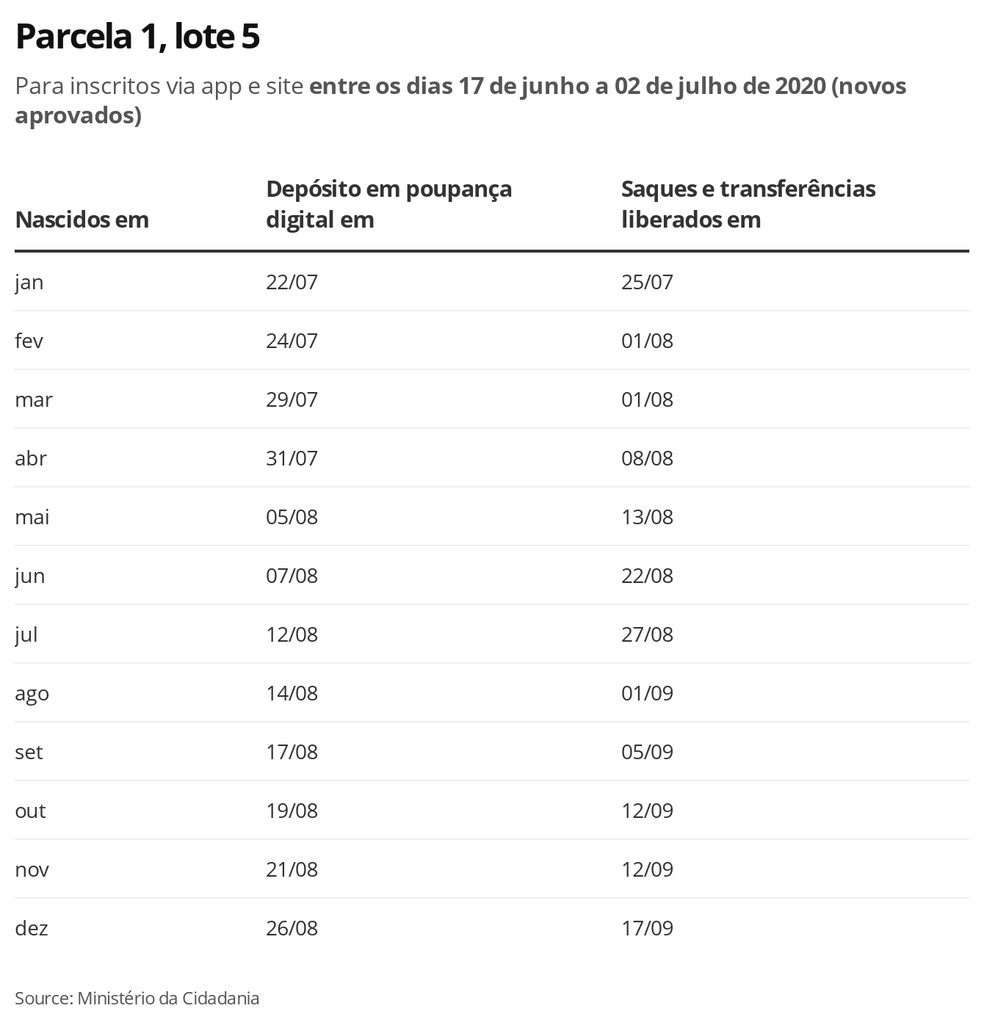 Parcela 1, lote 5
Para inscritos via app e site entre os dias 17 de junho a 02 de julho de 2020 (novos
aprovados)
Nascidos em Depósito em poupança digital em Saques e transferências liberados em
jan 22/07 25/07
fev 24/07 01/08
mar 29/07 01/08
abr 31/07 08/08
mai 05/08 13/08
jun 07/08 22/08
jul 12/08 27/08
ago 14/08 01/09
set 17/08 05/09
out 19/08 12/09
nov 21/08 12/09
dez 26/08 17/09
Source: Ministério da Cidadania